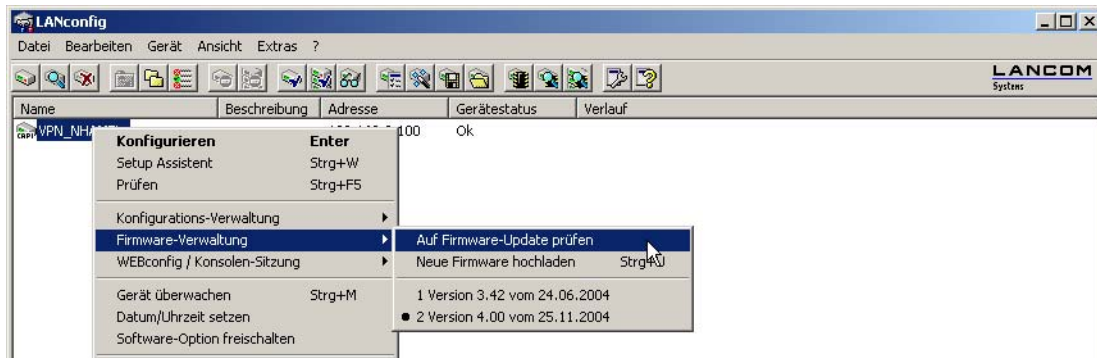 LANconfig
Datei Bearbeiten Gerät Ansicht Extras ?
LANCOM
Systems
Name Beschreibung Adresse Gerätestatus Verlauf
100 Ok
Konfigurieren Enter
Setup Assistent Strg+W
Prüfen Strg+F5
Konfigurations-Verwaltung
Firmware-Verwaltung
Auf Firmware-Update prüfen
WEBconfig / Konsolen-Sitzung
Neue Firmware hochladen
Gerät überwachen Strg+M
1 Version 3.42 vom 24.06.2004
Datum/Uhrzeit setzen
2 Version 4.00 vom 25.11.2004
Software-Option freischalten